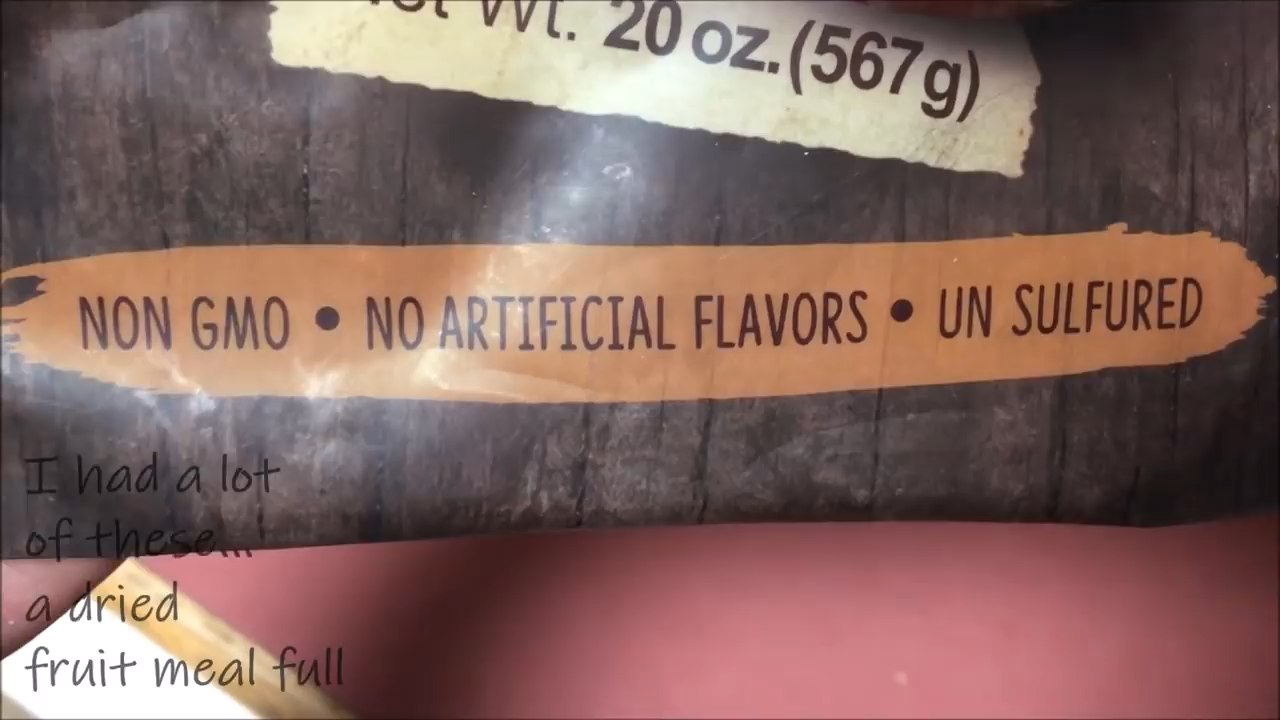 Wt. 20 oz. (567g)
NON GMO • NO ARTIFICIAL FLAVORS • UN SULFURED
I had a lot
of these...
a dried
fruit meal full